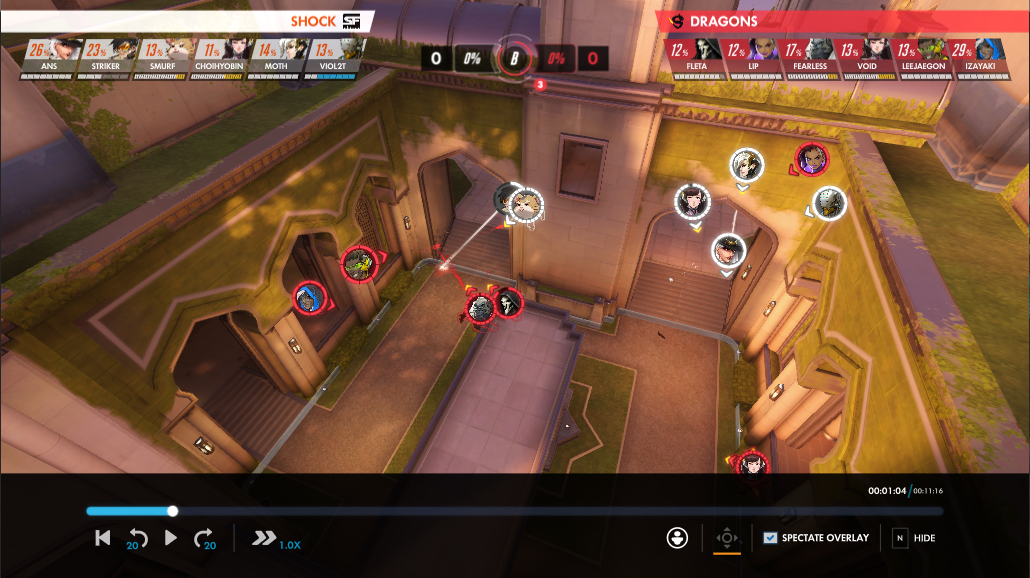 SHOCK SF
DRAGONS
26% 23% 13% 11% 14% 13%
ANS STRIKER SMURF CHOIHYOBIN MOTH VIOL2T
0 0% B 0% 0
3
12% 12% 17% 13% 13% 29%
FLETA LIP FEARLESS VOID LEEJAEGON IZAYAKI
00:01:04 / 00:11:16
20 20 1.0X
SPECTATE OVERLAY N HIDE